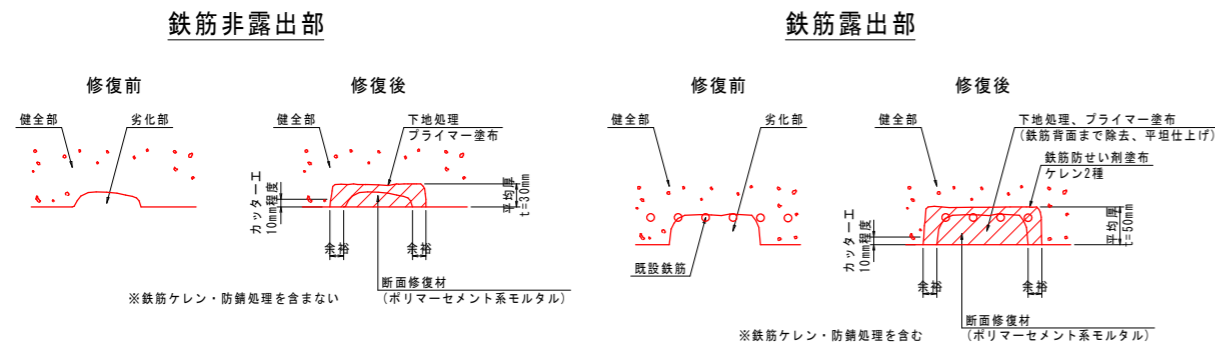 鉄筋非露出部
修復前
健全部
劣化部
修復後
健全部
下地処理
プライマー塗布
カッター工
10mm程度
平均厚
t=30mm
余裕
余裕
断面修復材
(ポリマーセメント系モルタル)
※鉄筋ケレン・防錆処理を含まない
鉄筋露出部
修復前
健全部
劣化部
既設鉄筋
修復後
健全部
下地処理、プライマー塗布
(鉄筋背面まで除去、平坦仕上げ)
鉄筋防せい剤塗布
ケレン2種
カッター工
10mm程度
平均厚
t=50mm
余裕
余裕
断面修復材
(ポリマーセメント系モルタル)
※鉄筋ケレン・防錆処理を含む